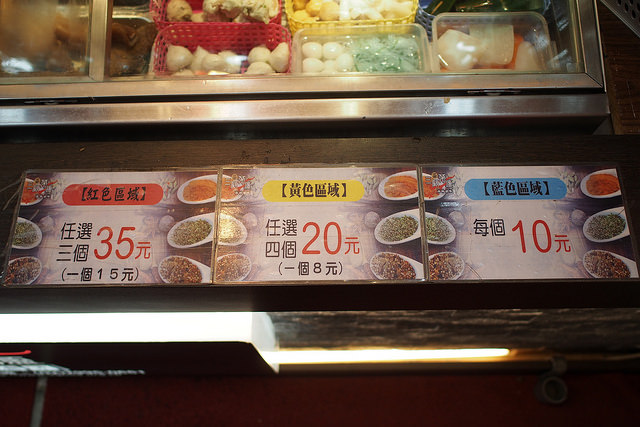 【紅色區域】
任選
三個 35元
(一個15元)
【黃色區域】
任選
四個 20元
(一個8元)
【藍色區域】
每個 10元